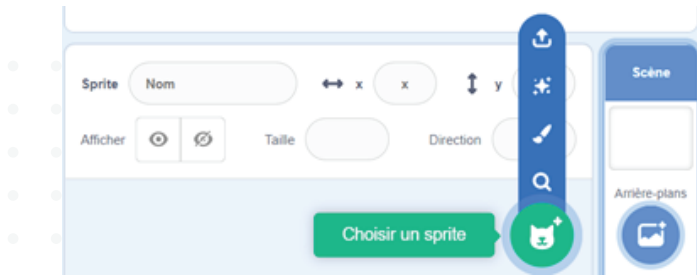 Sprite Nom x x y
Scène
Afficher Taille Direction
Arrière-plans
Choisir un sprite